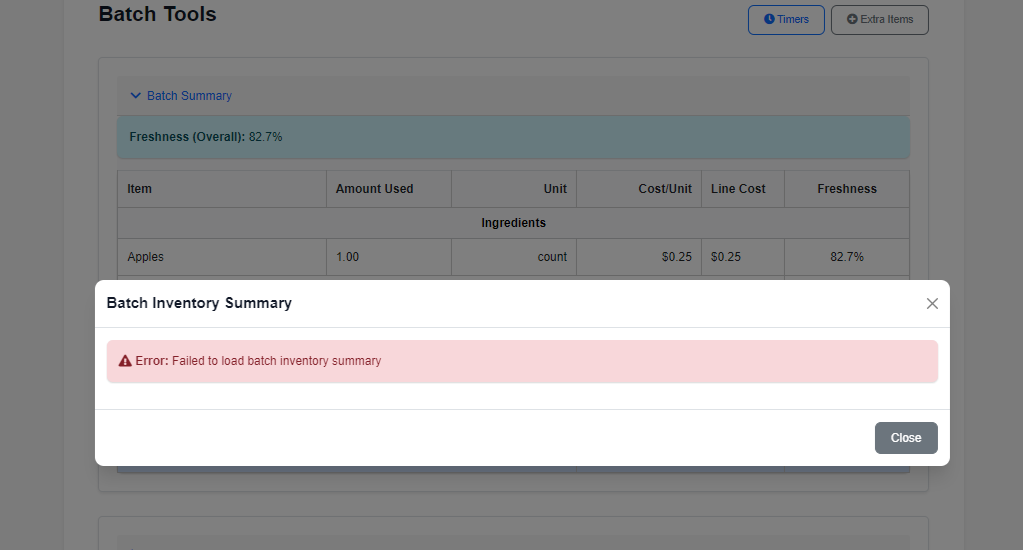 Batch Tools
Timers
Extra Items
Batch Summary
Freshness (Overall): 82.7%
Item Amount Used Unit Cost/Unit Line Cost Freshness
Ingredients
Apples 1.00 count $0.25 $0.25 82.7%
Batch Inventory Summary
Error: Failed to load batch inventory summary
Close